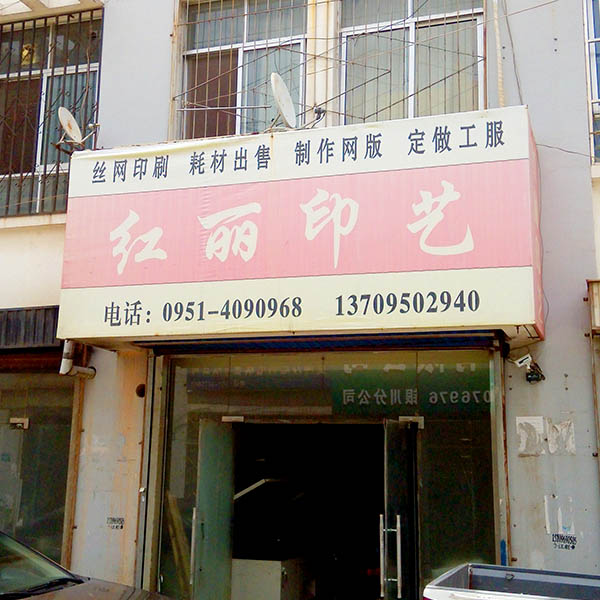 丝网印刷 耗材出售 制作网版 定做工服
红丽印艺
电话：0951-4090968 13709502940
076976 银川分公司